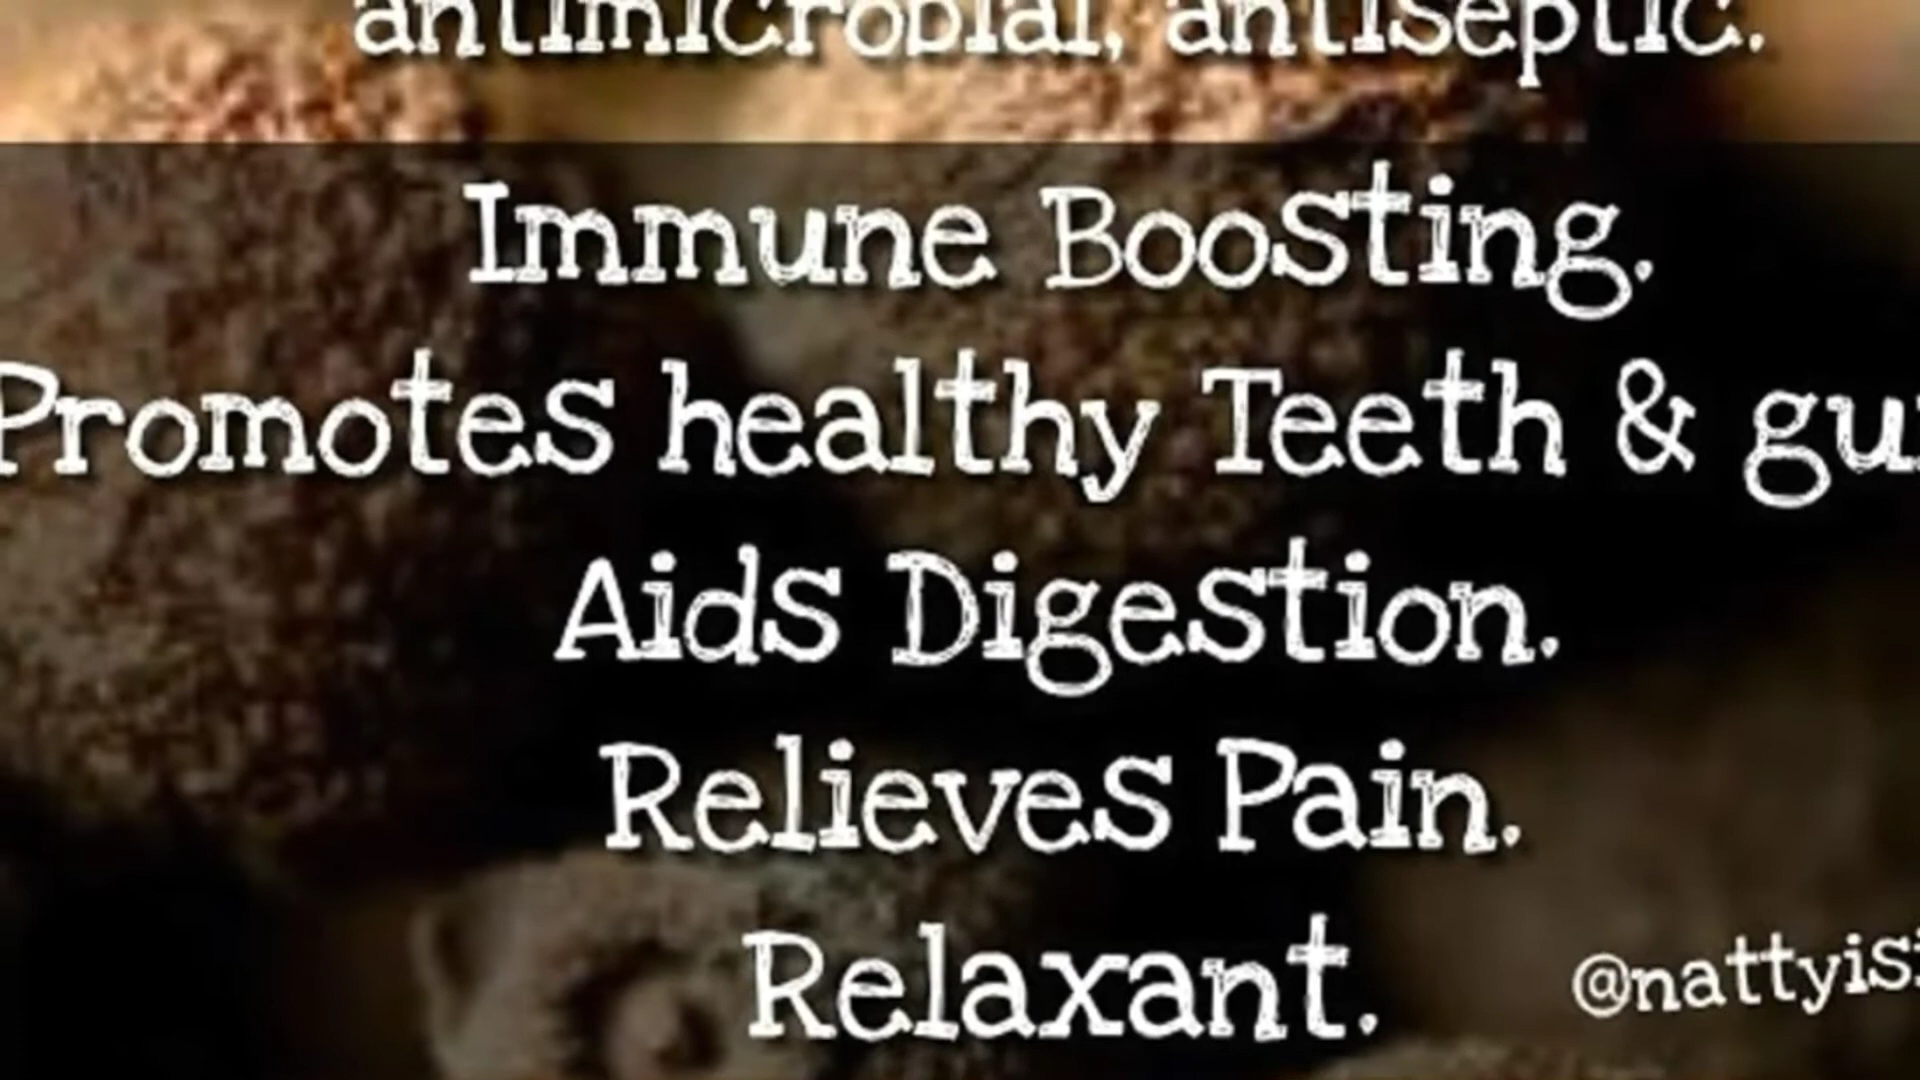 antimicrobial, antiseptic.
Immune Boosting.
Promotes healthy Teeth &
Aids Digestion.
Relieves Pain.
Relaxant.